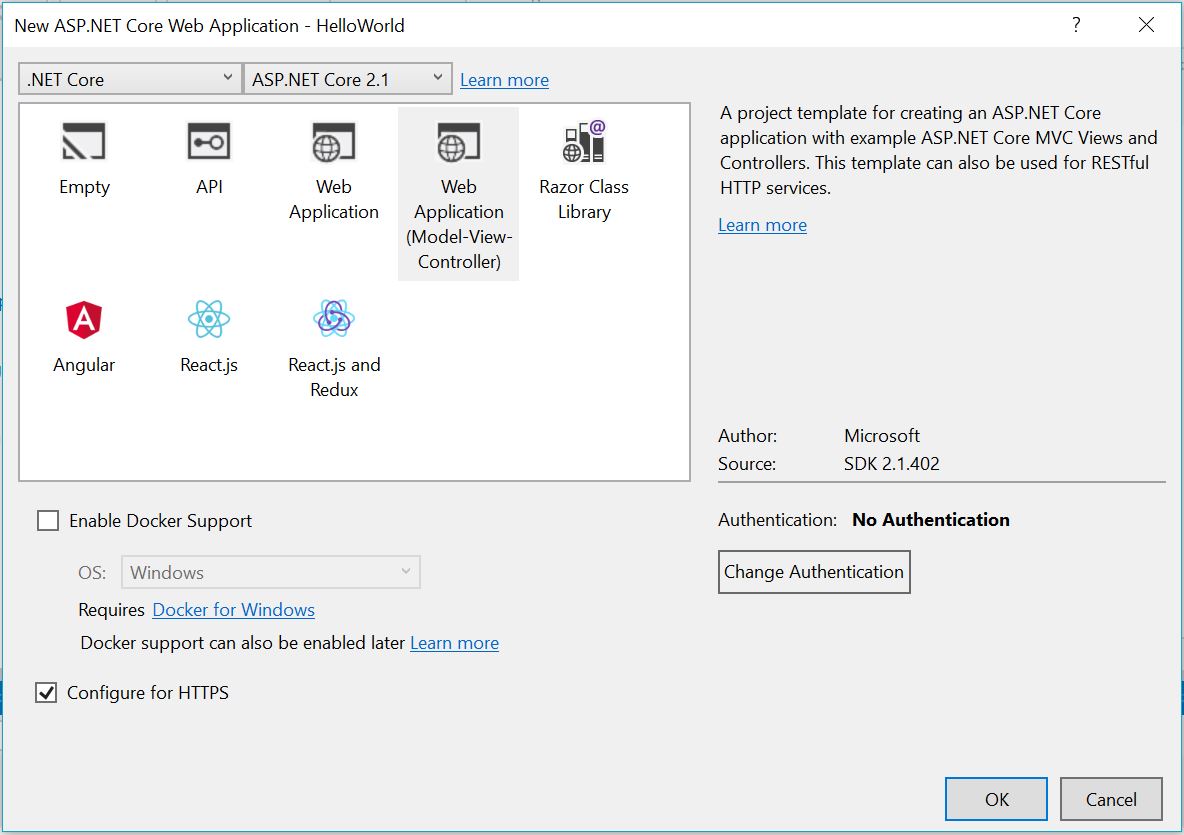 New ASP.NET Core Web Application - HelloWorld
?
.NET Core
ASP.NET Core 2.1
Learn more
Empty
API
Web
Application
Web
Application
(Model-View-
Controller)
Razor Class
Library
Angular
React.js
React.js and
Redux
A project template for creating an ASP.NET Core
application with example ASP.NET Core MVC Views and
Controllers. This template can also be used for RESTful
HTTP services.
Learn more
Author: Microsoft
Source: SDK 2.1.402
Enable Docker Support
OS: Windows
Requires Docker for Windows
Docker support can also be enabled later Learn more
Configure for HTTPS
Authentication: No Authentication
Change Authentication
OK
Cancel